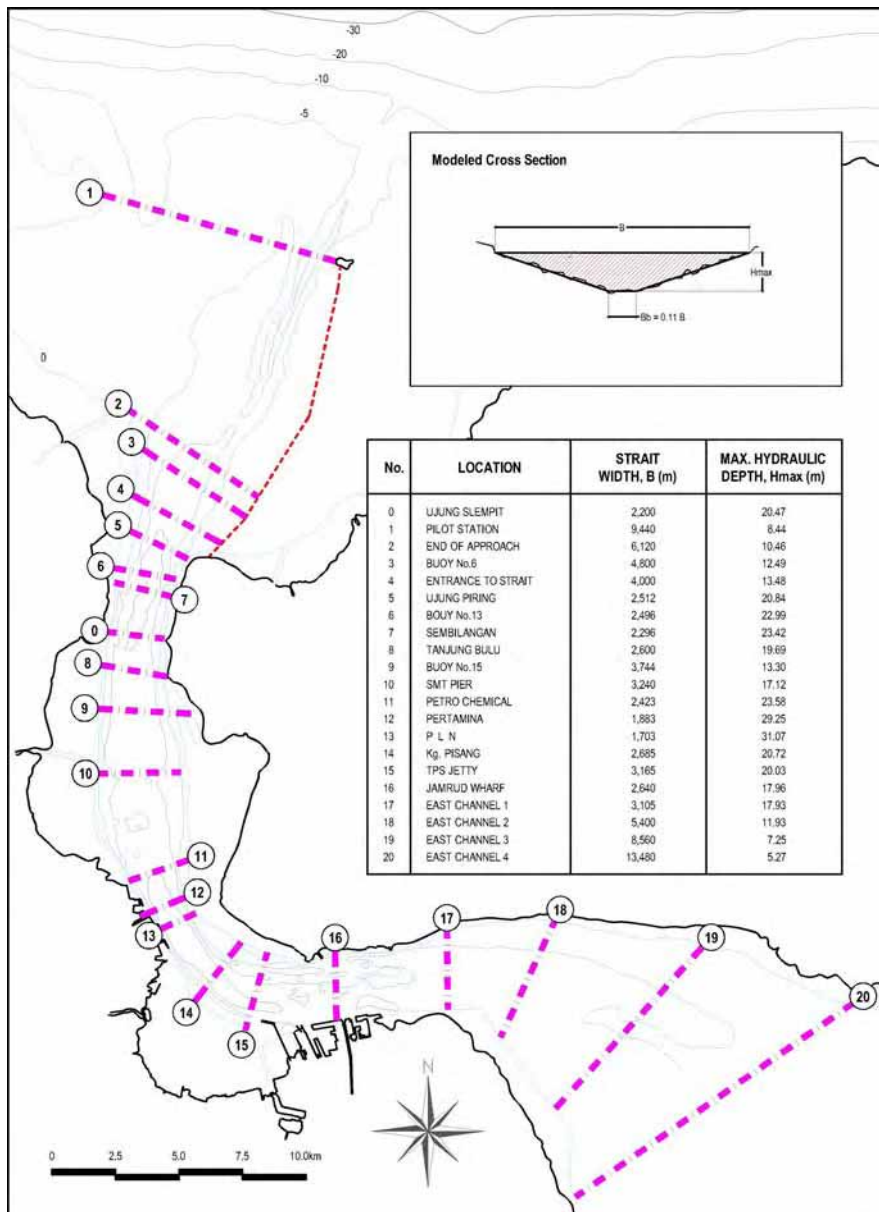 -30
-20
-10
-5
Modeled Cross Section
B
Hmax
Bb = 0.11 B
1
0
2
3
4
5
6
7
0
8
9
10
11
12
13
14
15
16
17
18
19
20
No. LOCATION STRAIT WIDTH, B (m) MAX. HYDRAULIC DEPTH, Hmax (m)
0 UJUNG SLEMPIT 2,200 20.47
1 PILOT STATION 9,440 8.44
2 END OF APPROACH 6,120 10.46
3 BUOY No.6 4,800 12.49
4 ENTRANCE TO STRAIT 4,000 13.48
5 UJUNG PIRING 2,512 20.84
6 BOUY No.13 2,496 22.99
7 SEMBILANGAN 2,296 23.42
8 TANJUNG BULU 2,600 19.69
9 BUOY No.15 3,744 13.30
10 SMT PIER 3,240 17.12
11 PETRO CHEMICAL 2,423 23.58
12 PERTAMINA 1,883 29.25
13 P L N 1,703 31.07
14 Kg. PISANG 2,685 20.72
15 TPS JETTY 3,165 20.03
16 JAMRUD WHARF 2,640 17.96
17 EAST CHANNEL 1 3,105 17.93
18 EAST CHANNEL 2 5,400 11.93
19 EAST CHANNEL 3 8,560 7.25
20 EAST CHANNEL 4 13,480 5.27
N
0 2.5 5.0 7.5 10.0km